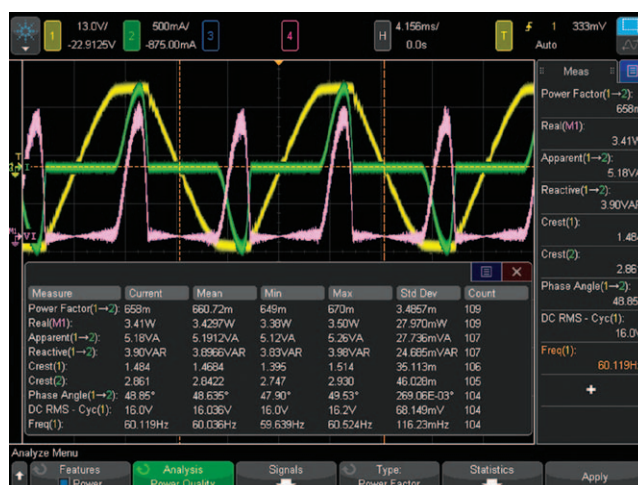 1 13.0V/ 2 500mA/ 3 4 H 4.156ms/ T 1 333mV
-22.9125V -875.00mA 0.0s Auto
Meas
Power Factor(1→2):
658m
Real(M1):
3.41W
Apparent(1→2):
5.18VA
Reactive(1→2):
3.90VAR
Crest(1):
1.484
Crest(2):
2.861
Phase Angle(1→2):
48.85°
DC RMS - Cyc(1):
16.0V
Freq(1):
60.119Hz
Measure Current Mean Min Max Std Dev Count
Power Factor(1→2): 658m 660.72m 649m 670m 3.4857m 109
Real(M1): 3.41W 3.4297W 3.38W 3.50W 27.970mW 109
Apparent(1→2): 5.18VA 5.1912VA 5.12VA 5.26VA 27.736mVA 107
Reactive(1→2): 3.90VAR 3.8966VAR 3.83VAR 3.98VAR 24.685mVAR 107
Crest(1): 1.484 1.4684 1.395 1.514 35.113m 106
Crest(2): 2.861 2.8422 2.747 2.930 46.028m 105
Phase Angle(1→2): 48.85° 48.635° 47.90° 49.53° 269.06E-03° 104
DC RMS - Cyc(1): 16.0V 16.036V 16.0V 16.2V 68.149mV 104
Freq(1): 60.119Hz 60.036Hz 59.639Hz 60.524Hz 116.23mHz 104
Analyze Menu
Features Analysis Signals Type: Statistics Apply
Power Power Quality Power Factor